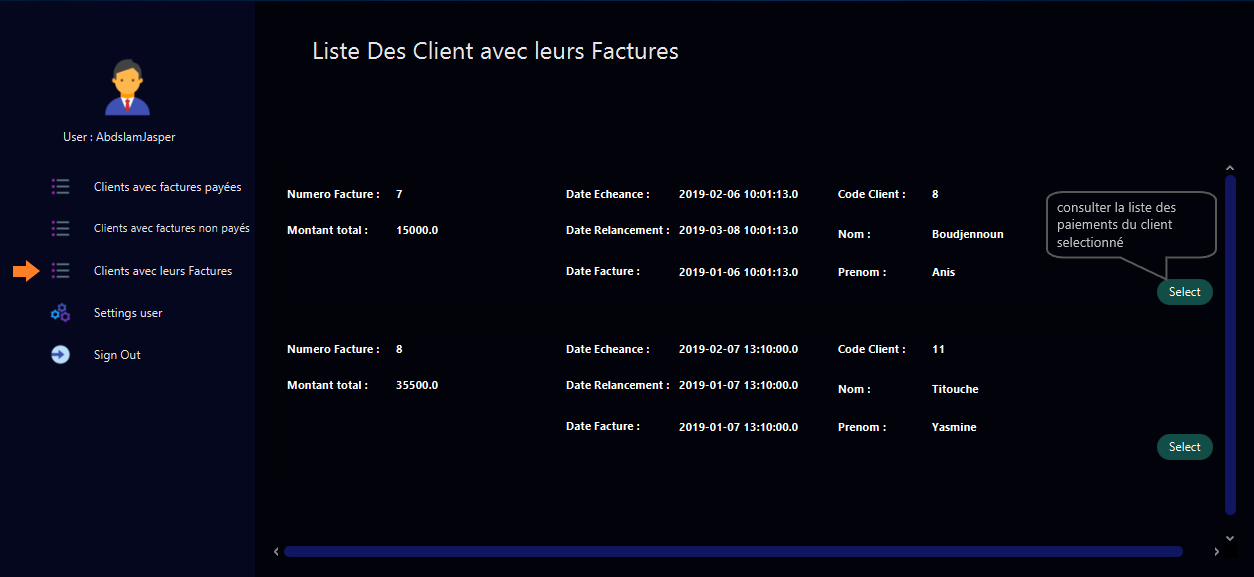 Liste Des Client avec leurs Factures
User : AbdslamJasper
Clients avec factures payées
Clients avec factures non payés
Clients avec leurs Factures
Settings user
Sign Out
Numero Facture : 7 Date Echeance : 2019-02-06 10:01:13.0 Code Client : 8
Montant total : 15000.0 Date Relancement : 2019-03-08 10:01:13.0 Nom : Boudjennoun
Date Facture : 2019-01-06 10:01:13.0 Prenom : Anis
consulter la liste des
paiements du client
selectionné
Select
Numero Facture : 8 Date Echeance : 2019-02-07 13:10:00.0 Code Client : 11
Montant total : 35500.0 Date Relancement : 2019-01-07 13:10:00.0 Nom : Titouche
Date Facture : 2019-01-07 13:10:00.0 Prenom : Yasmine
Select